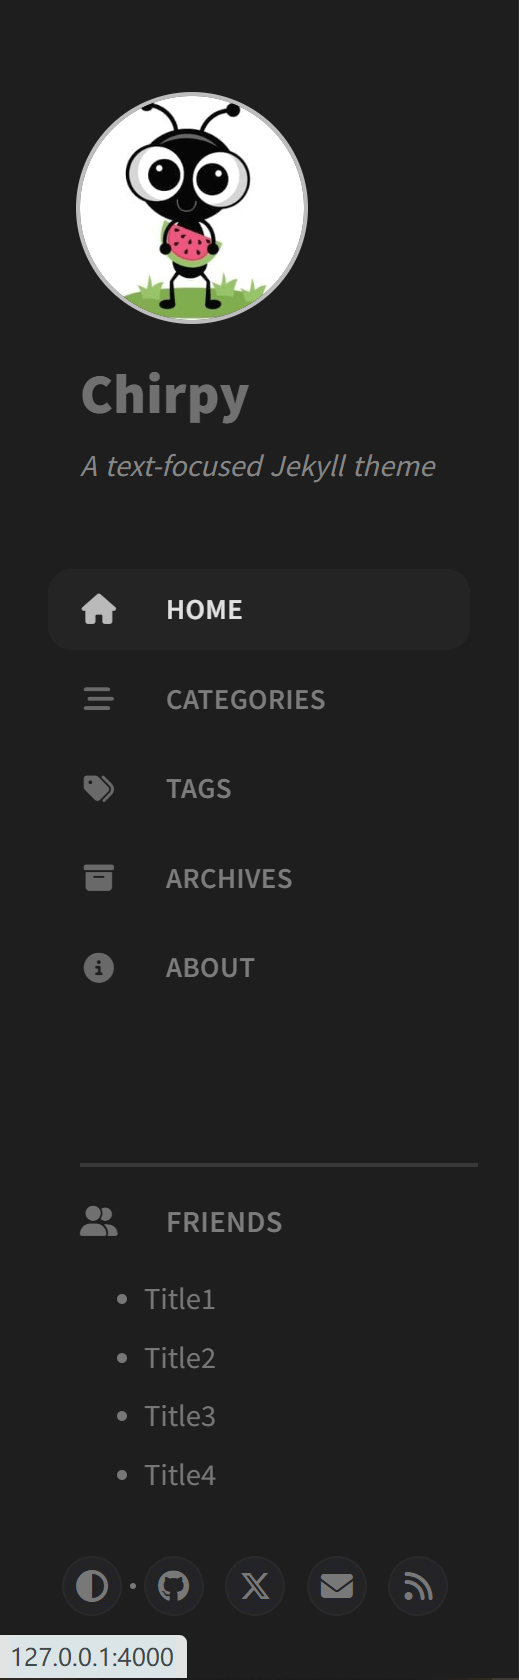 Chirpy
A text-focused Jekyll theme
HOME
CATEGORIES
TAGS
ARCHIVES
ABOUT
FRIENDS
Title1
Title2
Title3
Title4
127.0.0.1:4000